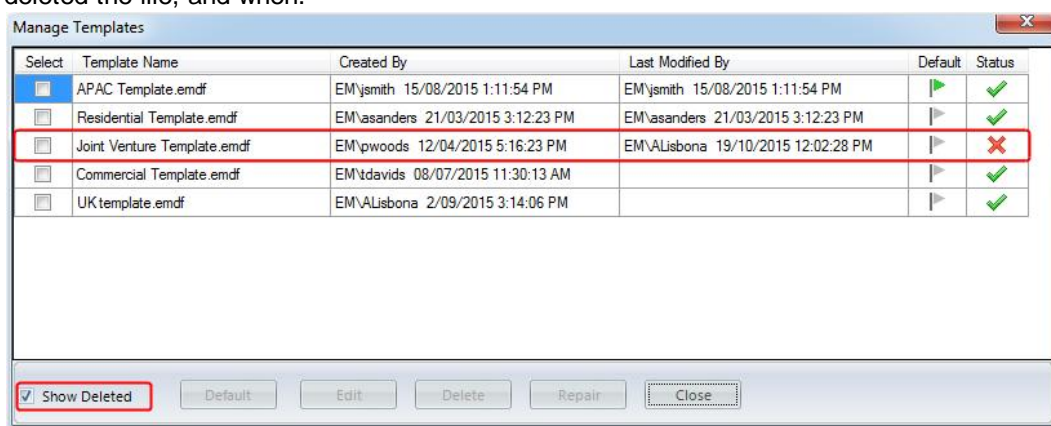 deleted the file, and when.
Manage Templates
Select Template Name Created By Last Modified By Default Status
APAC Template.emdf EM\jsmith 15/08/2015 1:11:54 PM EM\jsmith 15/08/2015 1:11:54 PM
Residential Template.emdf EM\asanders 21/03/2015 3:12:23 PM EM\asanders 21/03/2015 3:12:23 PM
Joint Venture Template.emdf EM\pwoods 12/04/2015 5:16:23 PM EM\ALisbona 19/10/2015 12:02:28 PM
Commercial Template.emdf EM\tdavids 08/07/2015 11:30:13 AM
UK template.emdf EM\ALisbona 2/09/2015 3:14:06 PM
Show Deleted Default Edit Delete Repair Close